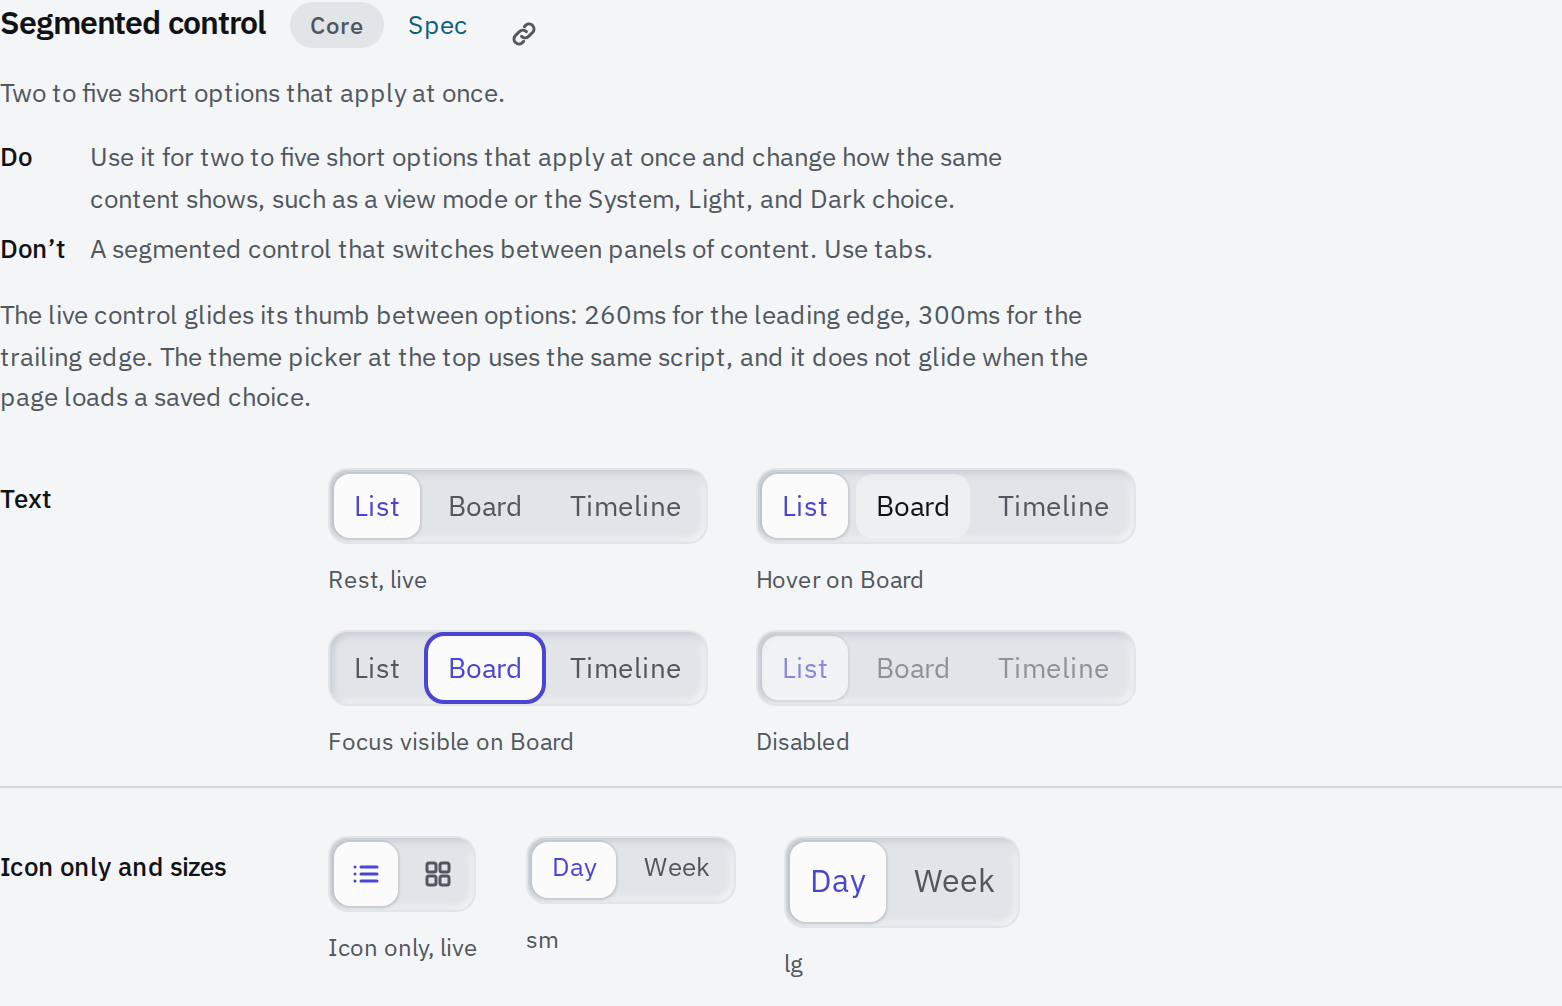 Segmented control Core Spec
Two to five short options that apply at once.
Do Use it for two to five short options that apply at once and change how the same
content shows, such as a view mode or the System, Light, and Dark choice.
Don’t A segmented control that switches between panels of content. Use tabs.
The live control glides its thumb between options: 260ms for the leading edge, 300ms for the
trailing edge. The theme picker at the top uses the same script, and it does not glide when the
page loads a saved choice.
Text List Board Timeline List Board Timeline
Rest, live Hover on Board
List Board Timeline List Board Timeline
Focus visible on Board Disabled
Icon only and sizes Day Week Day Week
Icon only, live sm lg